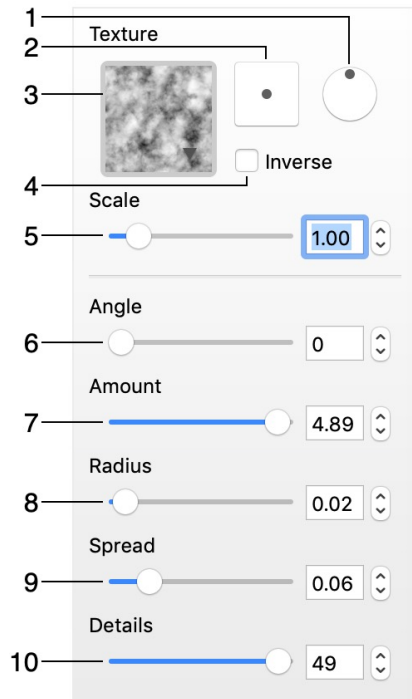 1
Texture
2
3
Inverse
4
Scale
5 1.00
Angle
6 0
Amount
7 4.89
Radius
8 0.02
Spread
9 0.06
Details
10 49